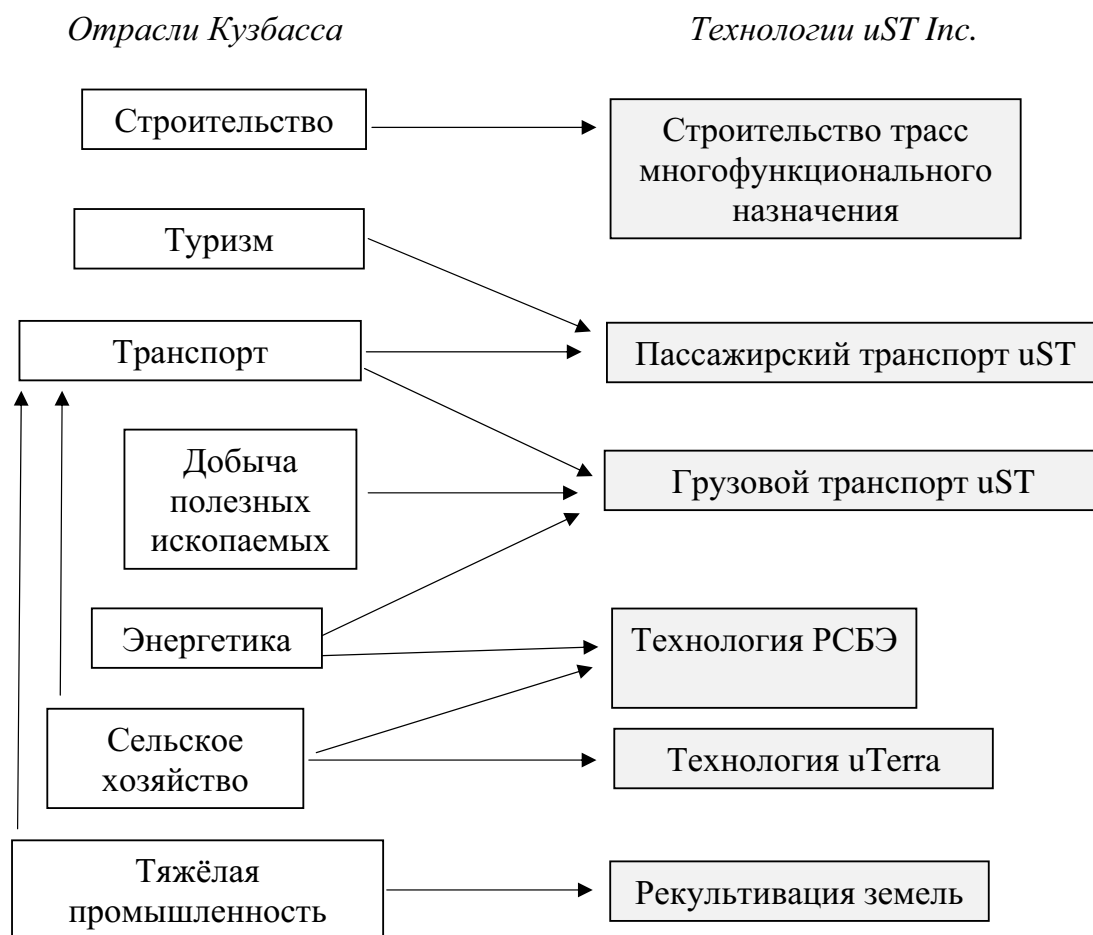 Отрасли Кузбасса
Технологии uST Inc.
Строительство
Строительство трасс
многофункционального
назначения
Туризм
Транспорт
Пассажирский транспорт uST
Добыча
полезных
ископаемых
Грузовой транспорт uST
Энергетика
Технология РСБЭ
Сельское
хозяйство
Технология uTerra
Тяжёлая
промышленность
Рекультивация земель